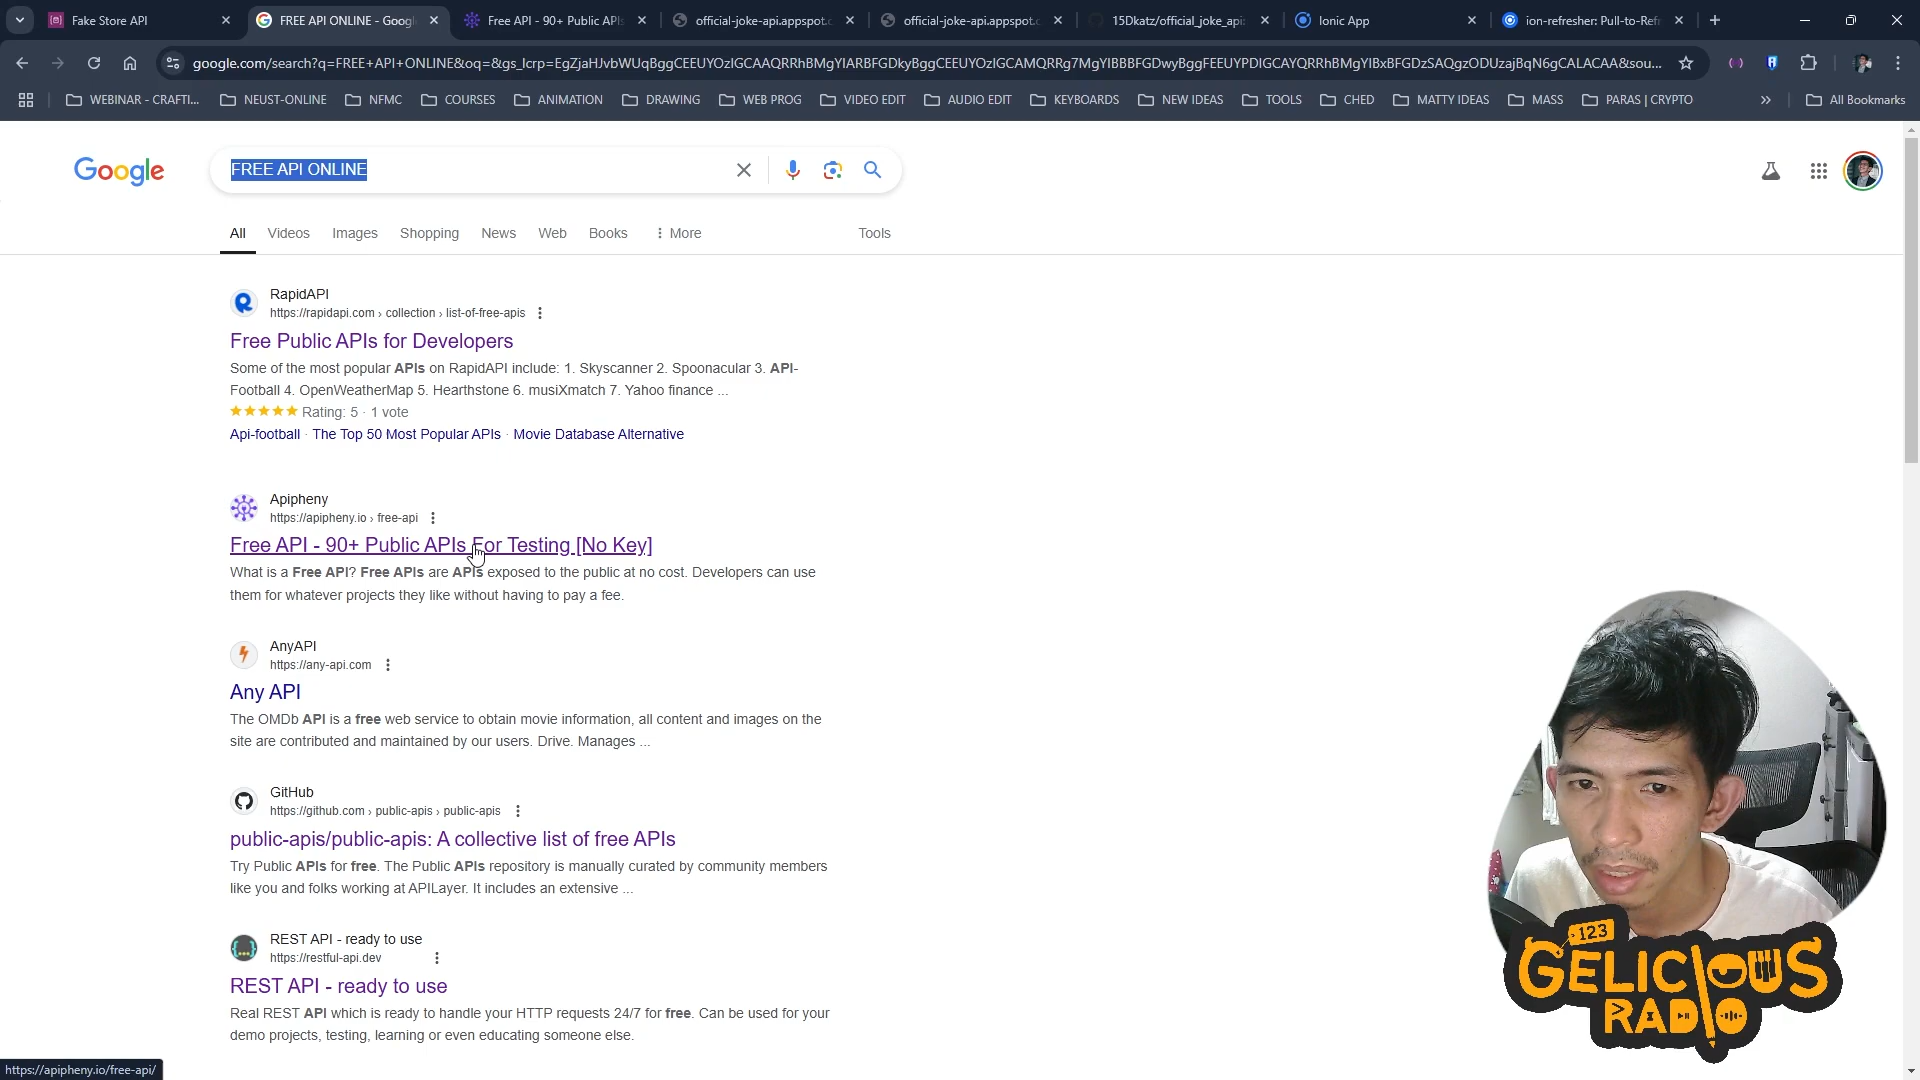 Fake Store API
FREE API ONLINE - Googl
Free API - 90+ Public APIs
official-joke-api.appspot.c
official-joke-api.appspot.c
15Dkatz/official_joke_api:
Ionic App
ion-refresher: Pull-to-Refr
google.com/search?q=FREE+API+ONLINE&oq=&gs_lcrp=EgZjaHJvbWUqBggCEEUYOzIGCAAQRRhBMgYIARBFGDkyBggCEEUYOzIGCAMQRRg7MgYIBBBFGDwyBggFEEUYPDIGCAYQRRhBMgYIBxBFGDzSAQgzODUzajBqN6gCALACAA&sou...
WEBINAR - CRAFTI...
NEUST-ONLINE
NFMC
COURSES
ANIMATION
DRAWING
WEB PROG
VIDEO EDIT
AUDIO EDIT
KEYBOARDS
NEW IDEAS
TOOLS
CHED
MATTY IDEAS
MASS
PARAS | CRYPTO
All Bookmarks
Google
FREE API ONLINE
All
Videos
Images
Shopping
News
Web
Books
More
Tools
RapidAPI
https://rapidapi.com › collection › list-of-free-apis
Free Public APIs for Developers
Some of the most popular APIs on RapidAPI include: 1. Skyscanner 2. Spoonacular 3. API-
Football 4. OpenWeatherMap 5. Hearthstone 6. musiXmatch 7. Yahoo finance ...
Rating: 5 · 1 vote
Api-football · The Top 50 Most Popular APIs · Movie Database Alternative
Apipheny
https://apipheny.io › free-api
Free API - 90+ Public APIs For Testing [No Key]
What is a Free API? Free APIs are APIs exposed to the public at no cost. Developers can use
them for whatever projects they like without having to pay a fee.
AnyAPI
https://any-api.com
Any API
The OMDb API is a free web service to obtain movie information, all content and images on the
site are contributed and maintained by our users. Drive. Manages ...
GitHub
https://github.com › public-apis › public-apis
public-apis/public-apis: A collective list of free APIs
Try Public APIs for free. The Public APIs repository is manually curated by community members
like you and folks working at APILayer. It includes an extensive ...
REST API - ready to use
https://restful-api.dev
REST API - ready to use
Real REST API which is ready to handle your HTTP requests 24/7 for free. Can be used for your
demo projects, testing, learning or even educating someone else.
https://apipheny.io/free-api/
123
GELICIOUS
RADIO